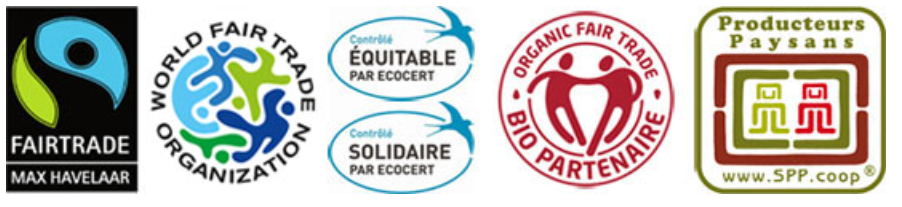 FAIRTRADE
MAX HAVELAAR
WORLD FAIR TRADE
ORGANIZATION
Contrôlé
ÉQUITABLE
PAR ECOCERT
Contrôlé
SOLIDAIRE
PAR ECOCERT
ORGANIC FAIR TRADE
BIO PARTENAIRE
Producteurs
Paysans
www.SPP.coop®